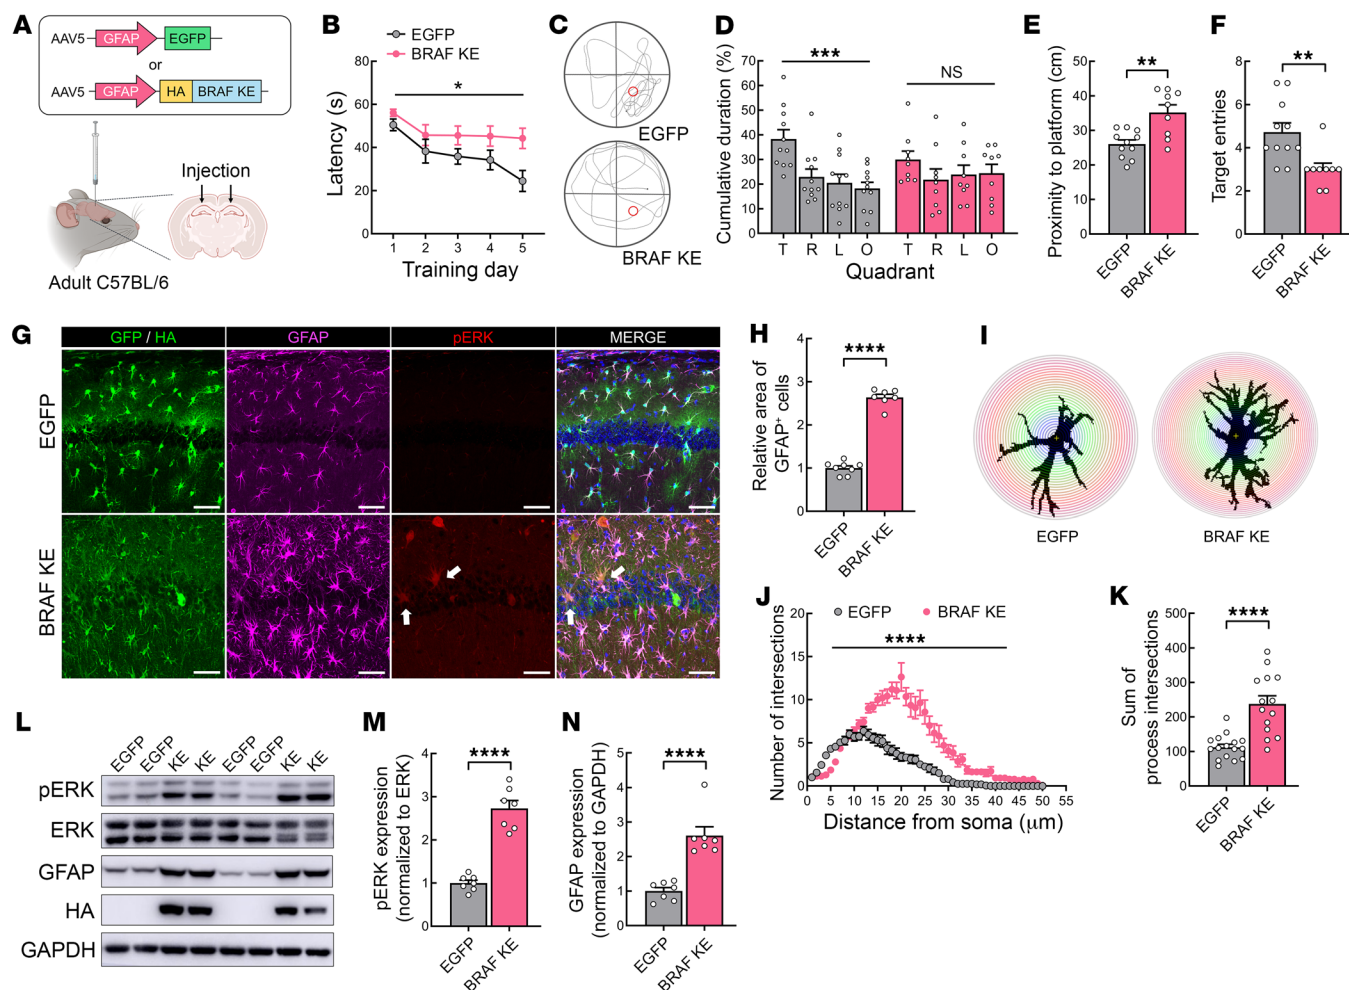 A
AAV5 GFAP EGFP
or
AAV5 GFAP HA BRAF KE
Injection
Adult C57BL/6
B
EGFP
BRAF KE
*
Latency (s)
100
80
60
40
20
0
1 2 3 4 5
Training day
C
EGFP
BRAF KE
D
Cumulative duration (%)
70
60
50
40
30
20
10
0
***
NS
T R L O T R L O
Quadrant
E
Proximity to platform (cm)
50
40
30
20
10
0
**
EGFP
BRAF KE
F
Target entries
8
6
4
2
0
**
EGFP
BRAF KE
G
GFP / HA GFAP pERK MERGE
EGFP
BRAF KE
H
Relative area of
GFAP+ cells
4
3
2
1
0
****
EGFP
BRAF KE
I
EGFP BRAF KE
J
EGFP BRAF KE
****
Number of intersections
20
15
10
5
0
0 5 10 15 20 25 30 35 40 45 50 55
Distance from soma (μm)
K
Sum of
process intersections
500
400
300
200
100
0
****
EGFP
BRAF KE
L
EGFP EGFP KE KE EGFP EGFP KE KE
pERK
ERK
GFAP
HA
GAPDH
M
pERK expression
(normalized to ERK)
4
3
2
1
0
****
EGFP
BRAF KE
N
GFAP expression
(normalized to GAPDH)
5
4
3
2
1
0
****
EGFP
BRAF KE